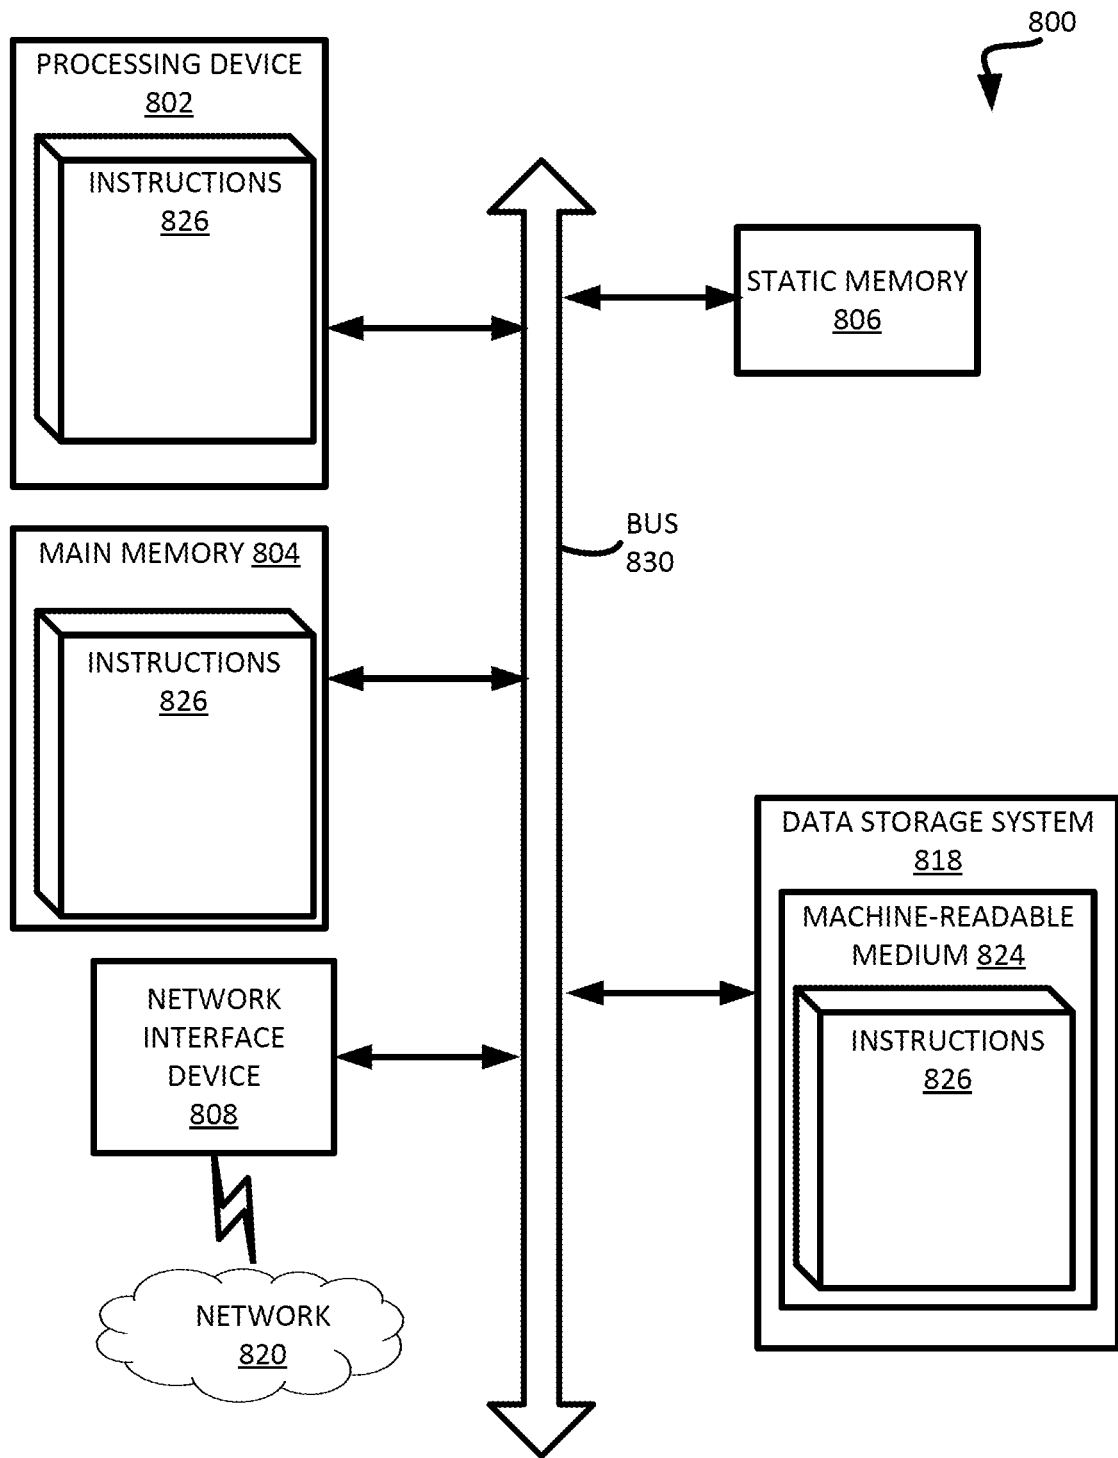 800
PROCESSING DEVICE
802
INSTRUCTIONS
826
STATIC MEMORY
806
BUS
830
MAIN MEMORY 804
INSTRUCTIONS
826
DATA STORAGE SYSTEM
818
MACHINE-READABLE
MEDIUM 824
INSTRUCTIONS
826
NETWORK
INTERFACE
DEVICE
808
NETWORK
820